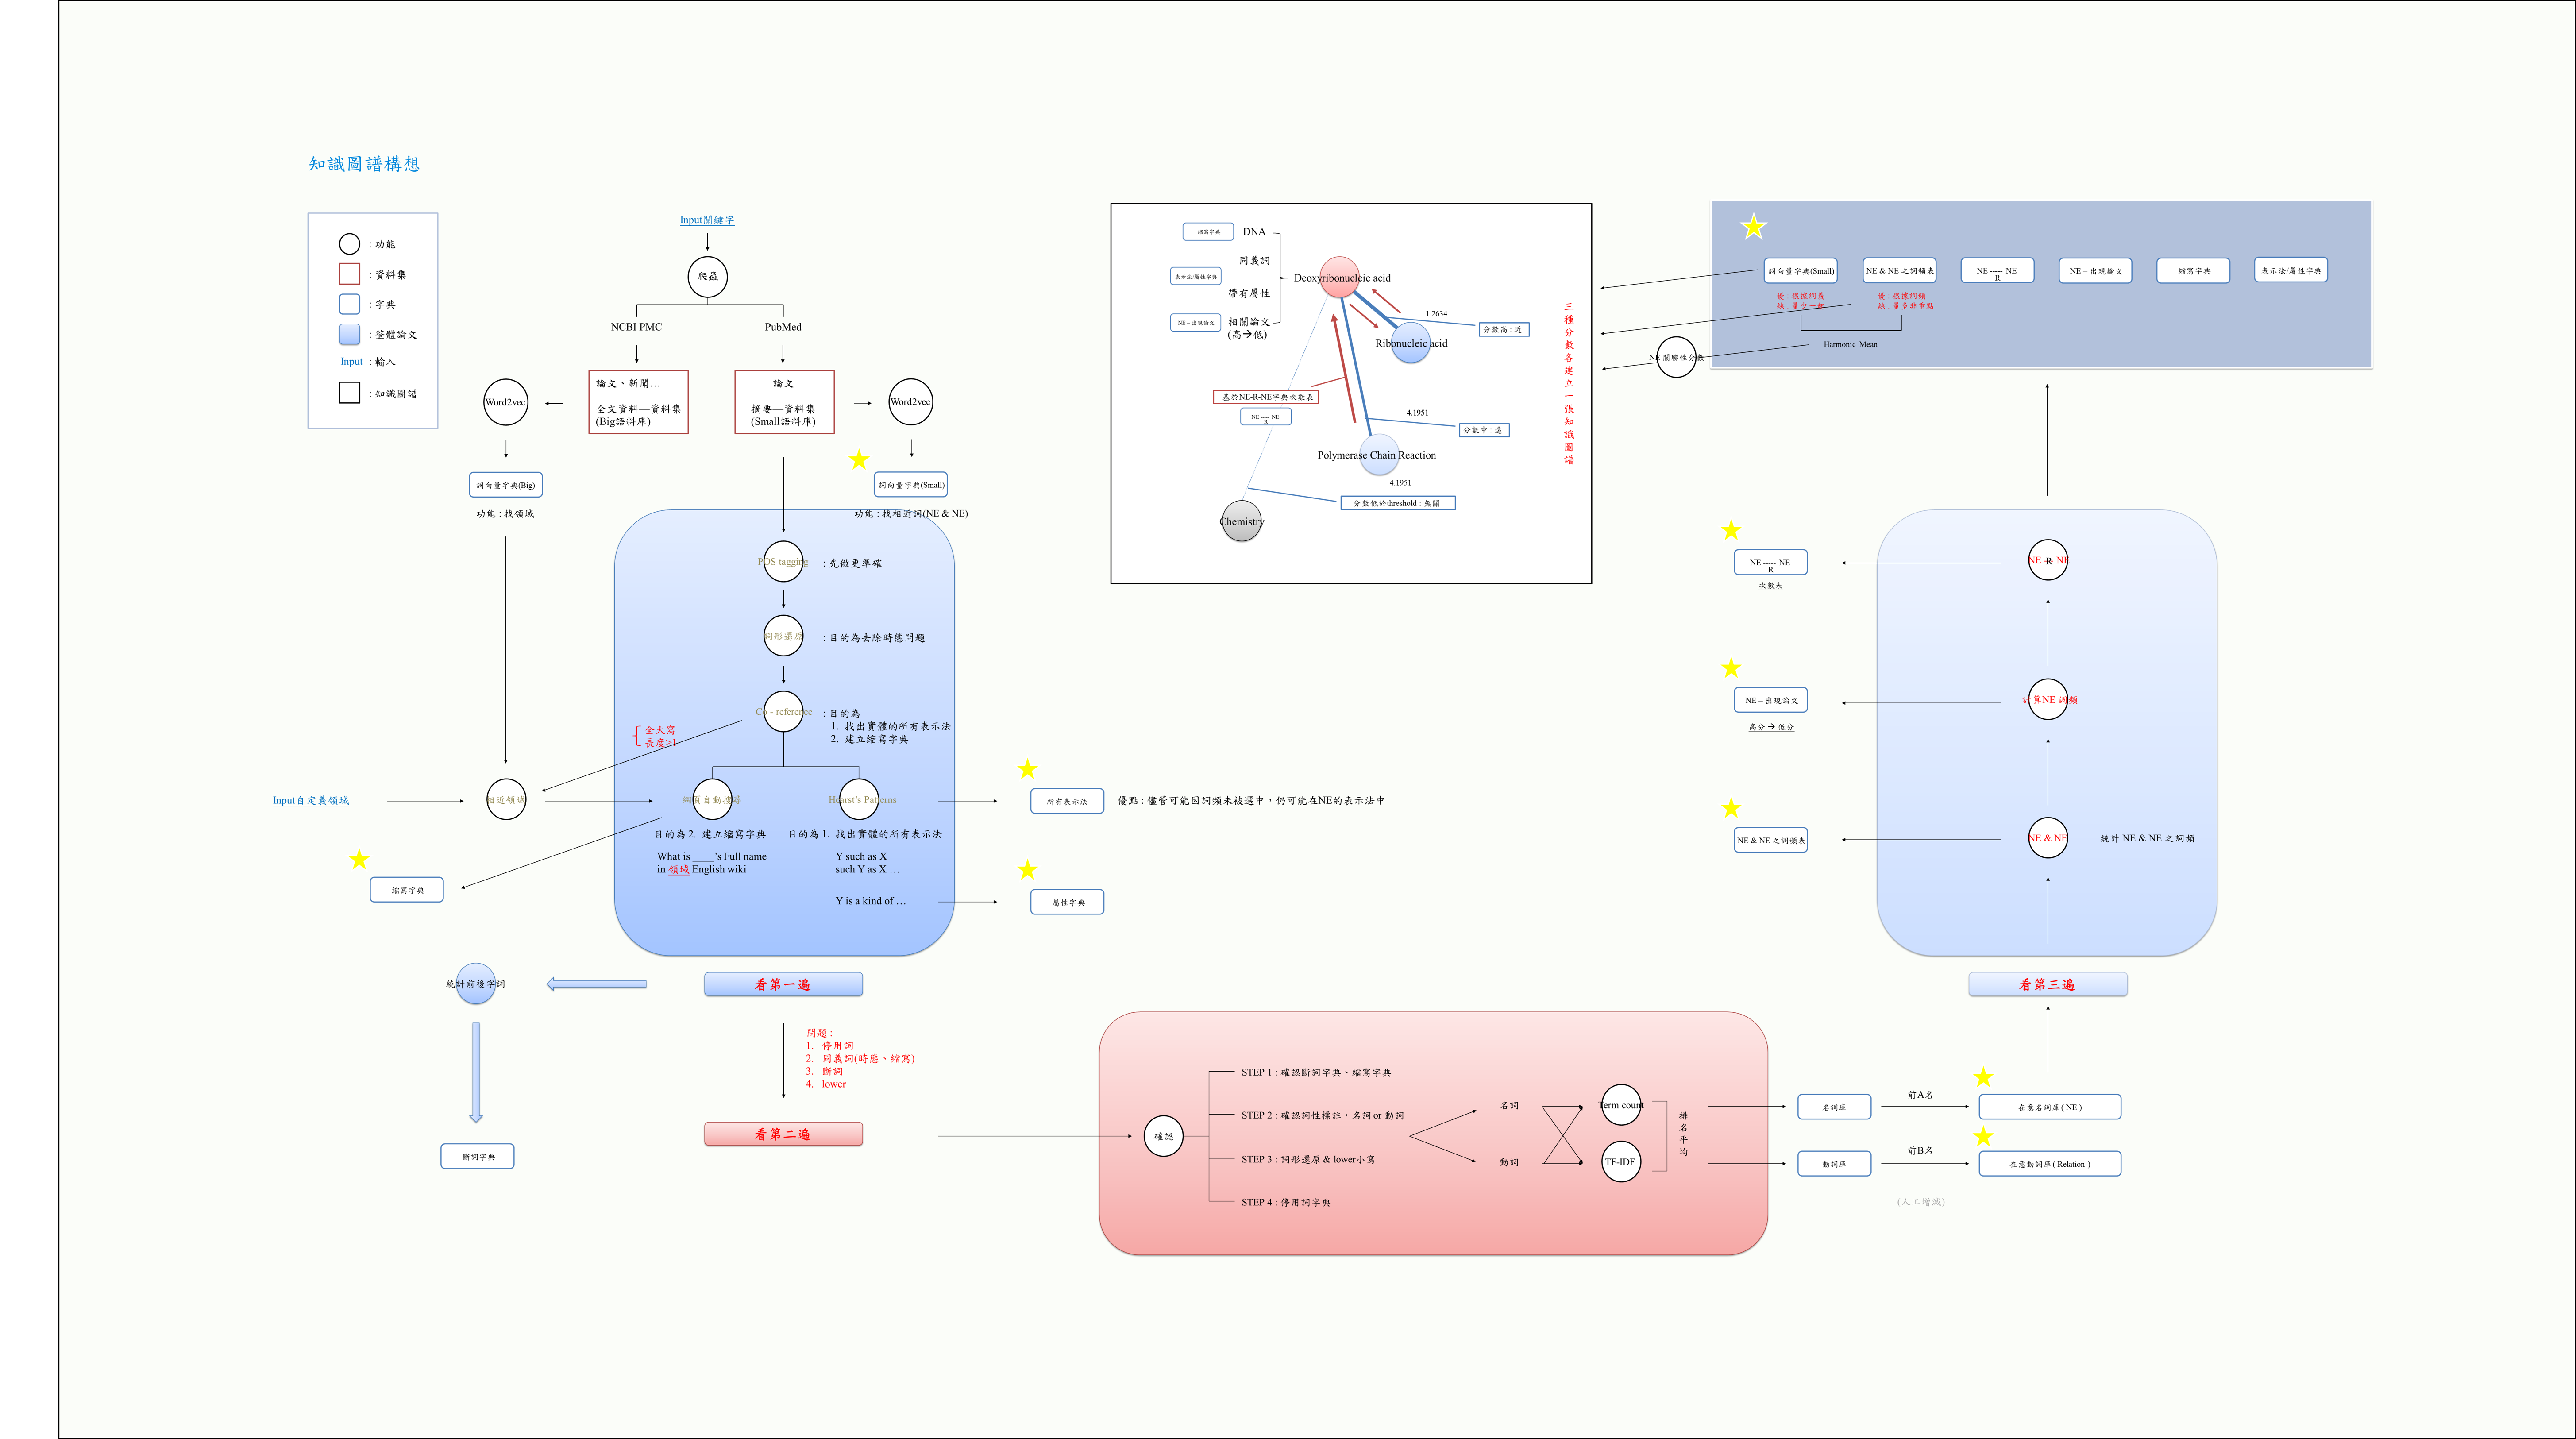 知識圖譜構想
: 功能
: 資料集
: 字典
: 整體論文
Input : 輸入
: 知識圖譜
Input關鍵字
爬蟲
NCBI PMC
PubMed
論文、新聞…
全文資料—資料集
(Big語料庫)
論文
摘要—資料集
(Small語料庫)
Word2vec
Word2vec
詞向量字典(Big)
功能 : 找領域
詞向量字典(Small)
功能 : 找相近詞(NE & NE)
POS tagging
: 先做更準確
詞形還原
: 目的為去除時態問題
Co - reference
: 目的為
1. 找出實體的所有表示法
2. 建立縮寫字典
全大寫
長度>1
Input自定義領域
相近領域
網頁自動搜尋
Hearst's Patterns
目的為 2. 建立縮寫字典
What is ____'s Full name
in 領域 English wiki
目的為 1. 找出實體的所有表示法
Y such as X
such Y as X …
Y is a kind of …
縮寫字典
所有表示法
優點 : 儘管可能因詞頻未被選中，仍可能在NE的表示法中
屬性字典
看第一遍
統計前後字詞
斷詞字典
問題 :
1. 停用詞
2. 同義詞(時態、縮寫)
3. 斷詞
4. lower
看第二遍
確認
STEP 1 : 確認斷詞字典、縮寫字典
STEP 2 : 確認詞性標註，名詞 or 動詞
STEP 3 : 詞形還原 & lower小寫
STEP 4 : 停用詞字典
名詞
動詞
Term count
TF-IDF
排名平均
名詞庫
前A名
在意名詞庫 ( NE )
動詞庫
前B名
在意動詞庫 ( Relation )
(人工增減)
看第三遍
NE & NE
統計 NE & NE 之詞頻
NE & NE 之詞頻表
計算NE 詞頻
NE – 出現論文
高分 → 低分
NE R NE
NE ----- NE
R
次數表
詞向量字典(Small)
NE & NE 之詞頻表
NE ----- NE
R
NE – 出現論文
縮寫字典
表示法/屬性字典
優 : 根據詞義
缺 : 量少一起
優 : 根據詞頻
缺 : 量多非重點
Harmonic Mean
NE 關聯性分數
縮寫字典
DNA
同義詞
表示法/屬性字典
帶有屬性
NE – 出現論文
相關論文
(高→低)
Deoxyribonucleic acid
Ribonucleic acid
1.2634
分數高 : 近
基於NE-R-NE字典次數表
NE ----- NE
R
4.1951
分數中 : 遠
Polymerase Chain Reaction
4.1951
分數低於threshold : 無關
Chemistry
三種分數各建立一張知識圖譜